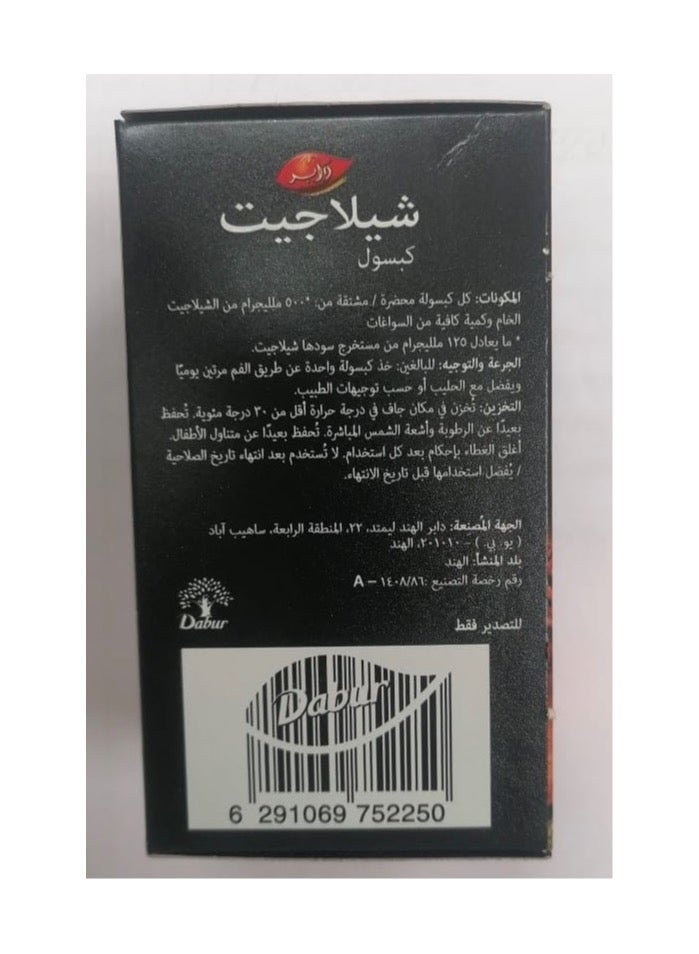 دابر
شيلاجيت
كبسول
المكونات: كل كبسولة محضرة / مشتقة من: *٥٠٠ ملليجرام من الشيلاجيت
الخام وكمية كافية من السواغات
* ما يعادل ١٢٥ ملليجرام من مستخرج سودها شيلاجيت.
الجرعة والتوجيه: للبالغين: خذ كبسولة واحدة عن طريق الفم مرتين يوميًا
ويفضل مع الحليب أو حسب توجيهات الطبيب.
التخزين: تُخزن في مكان جاف في درجة حرارة أقل من ٣٠ درجة مئوية. تُحفظ
بعيدًا عن الرطوبة وأشعة الشمس المباشرة. تُحفظ بعيدًا عن متناول الأطفال.
أغلق الغطاء بإحكام بعد كل استخدام. لا تُستخدم بعد انتهاء تاريخ الصلاحية
/ يُفضل استخدامها قبل تاريخ الانتهاء.
الجهة المُصنعة: دابر الهند ليمتد، ٢٢، المنطقة الرابعة، ساهيب آباد
( يو. بي. ) – ٢٠١٠١٠، الهند
بلد المنشأ: الهند
رقم رخصة التصنيع :A – ١٤٠٨/٨٦
Dabur
للتصدير فقط
Dabur
6 291069 752250